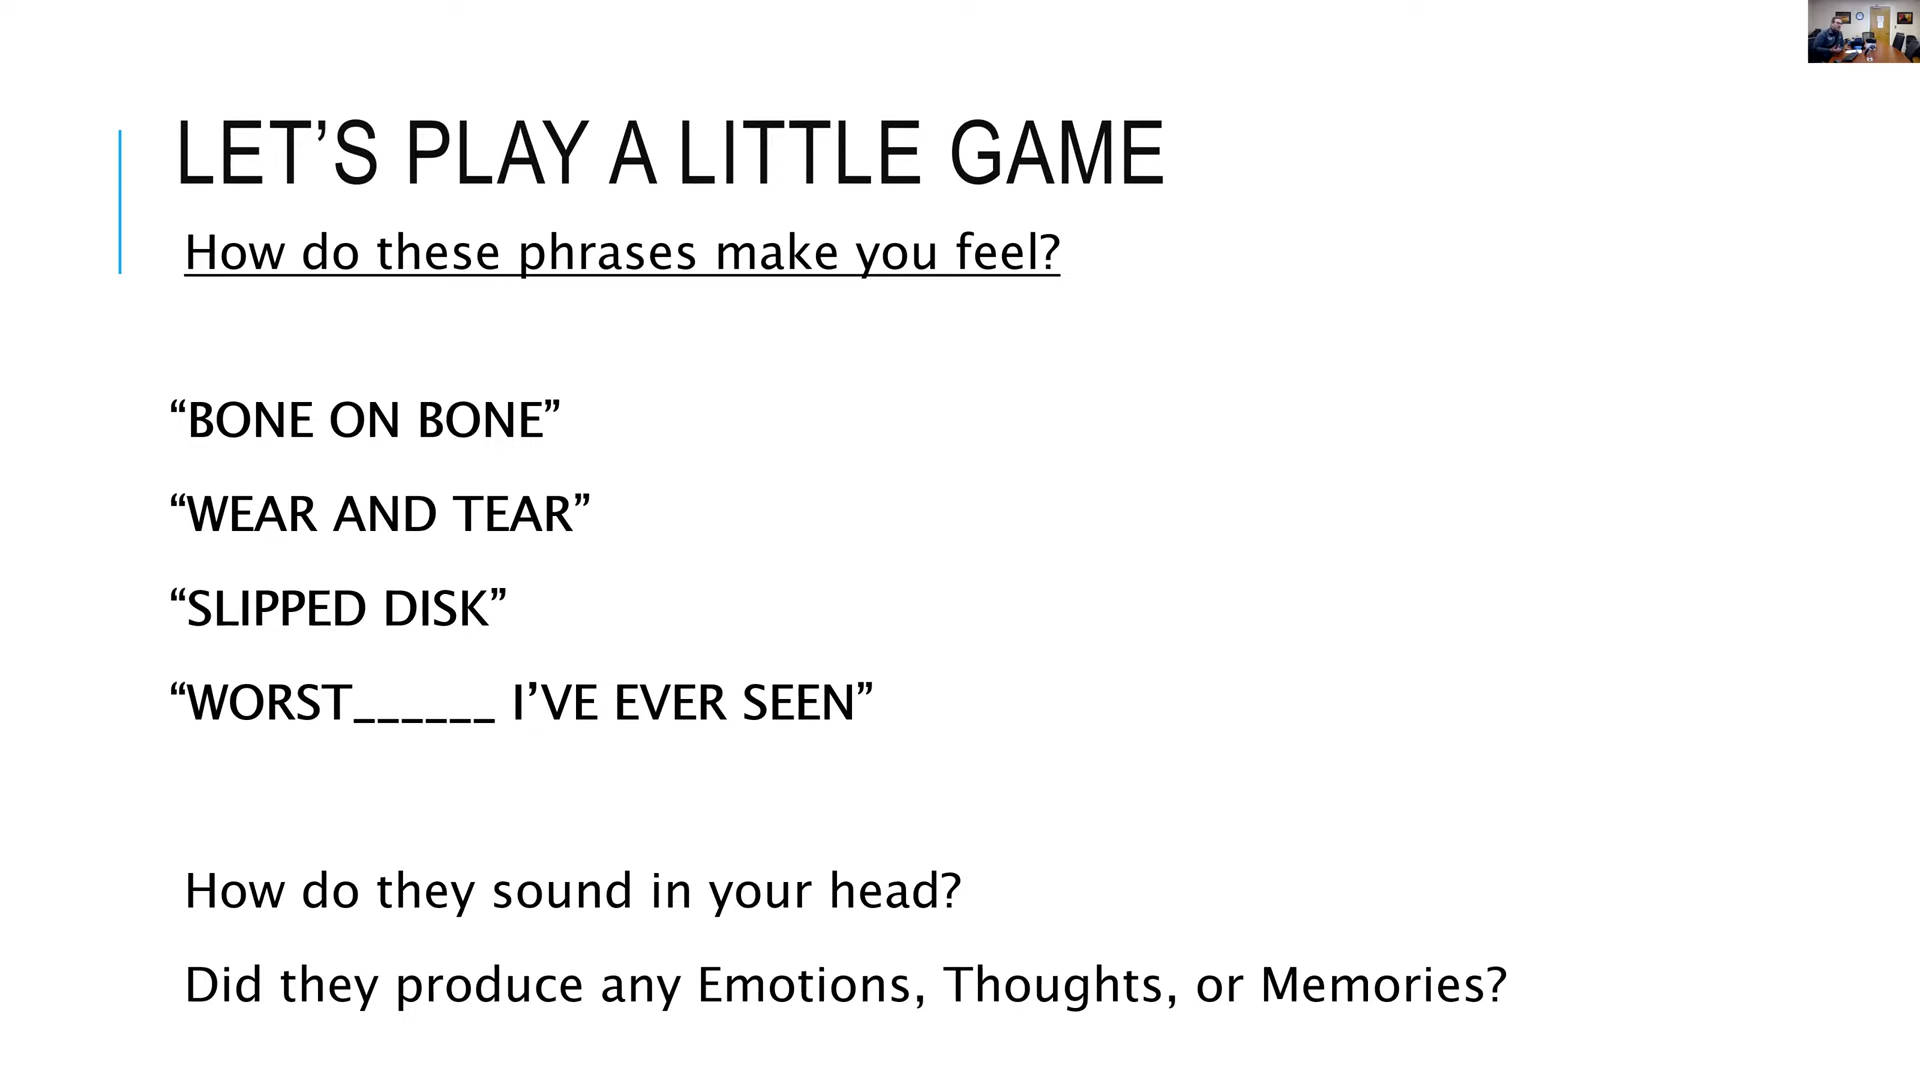 LET’S PLAY A LITTLE GAME
How do these phrases make you feel?
“BONE ON BONE”
“WEAR AND TEAR”
“SLIPPED DISK”
“WORST______ I’VE EVER SEEN”
How do they sound in your head?
Did they produce any Emotions, Thoughts, or Memories?